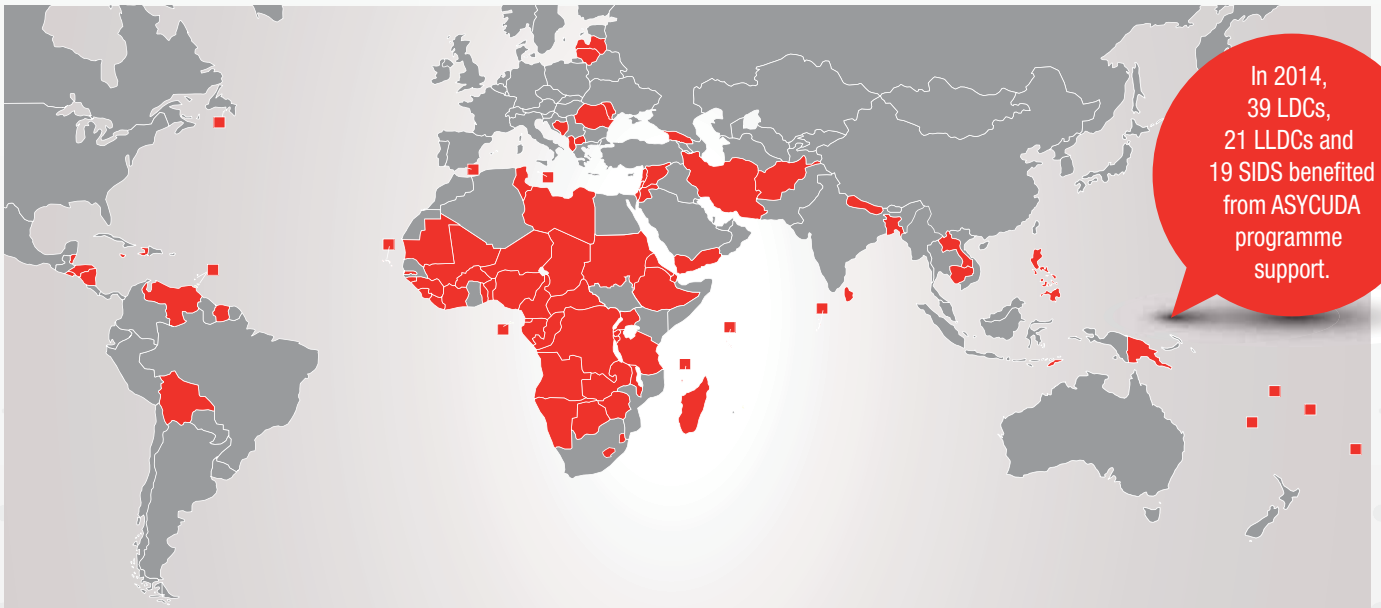 In 2014,
39 LDCs,
21 LLDCs and
19 SIDS benefited
from ASYCUDA
programme
support.